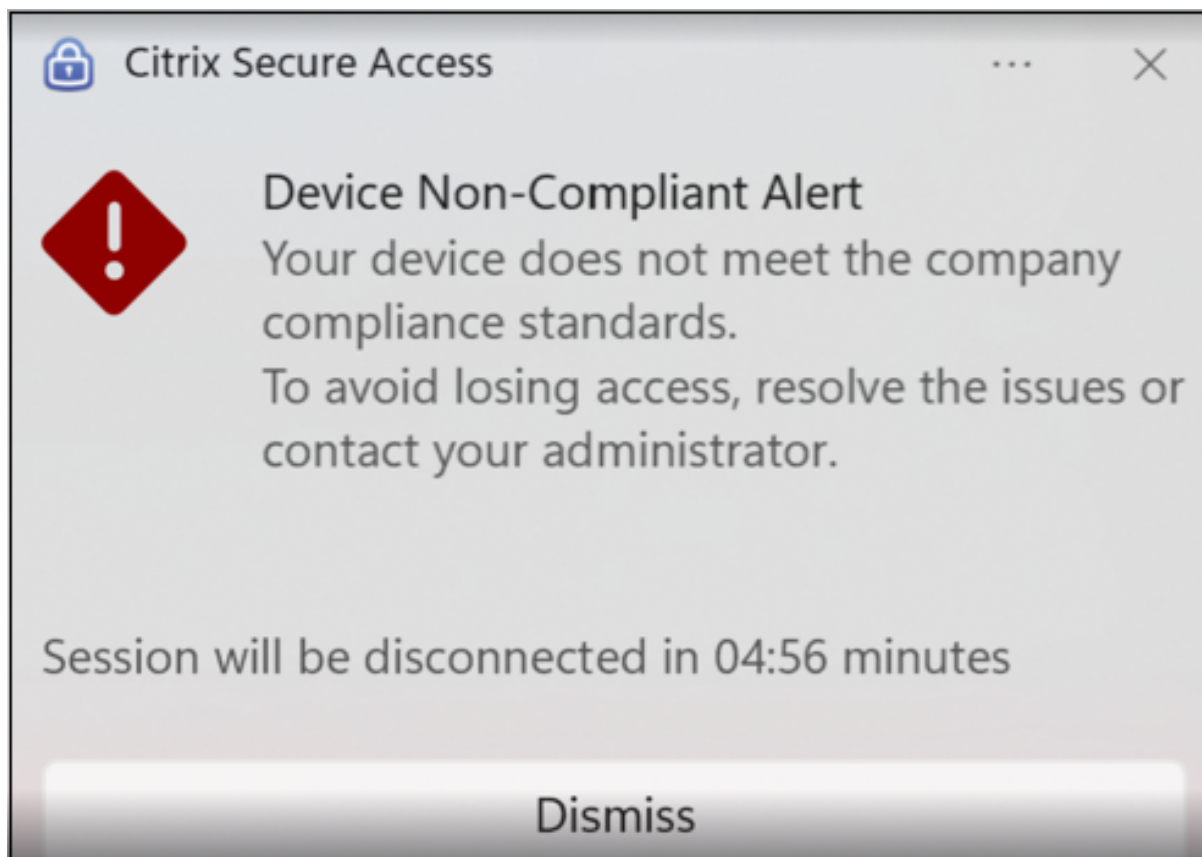 Citrix Secure Access
Device Non-Compliant Alert
Your device does not meet the company
compliance standards.
To avoid losing access, resolve the issues or
contact your administrator.
Session will be disconnected in 04:56 minutes
Dismiss